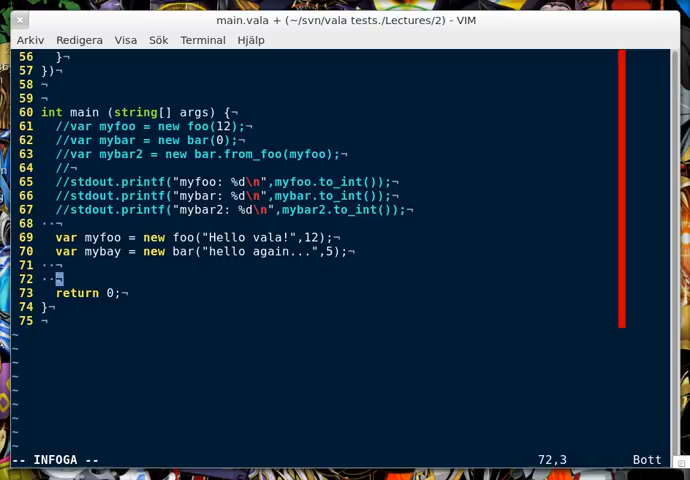 main.vala + (~/svn/vala tests./Lectures/2) - VIM
Arkiv Redigera Visa Sök Terminal Hjälp
56   }¬
57 })¬
58 ¬
59 ¬
60 int main (string[] args) {¬
61   //var myfoo = new foo(12);¬
62   //var mybar = new bar(0);¬
63   //var mybar2 = new bar.from_foo(myfoo);¬
64   //¬
65   //stdout.printf("myfoo: %d\n",myfoo.to_int());¬
66   //stdout.printf("mybar: %d\n",mybar.to_int());¬
67   //stdout.printf("mybar2: %d\n",mybar2.to_int());¬
68 ··¬
69   var myfoo = new foo("Hello vala!",12);¬
70   var mybay = new bar("hello again...",5);¬
71 ··¬
72 ··¬
73   return 0;¬
74 }¬
75 ¬
~
~
~
~
~
~
~
~
~
-- INFOGA -- 72,3 Bott